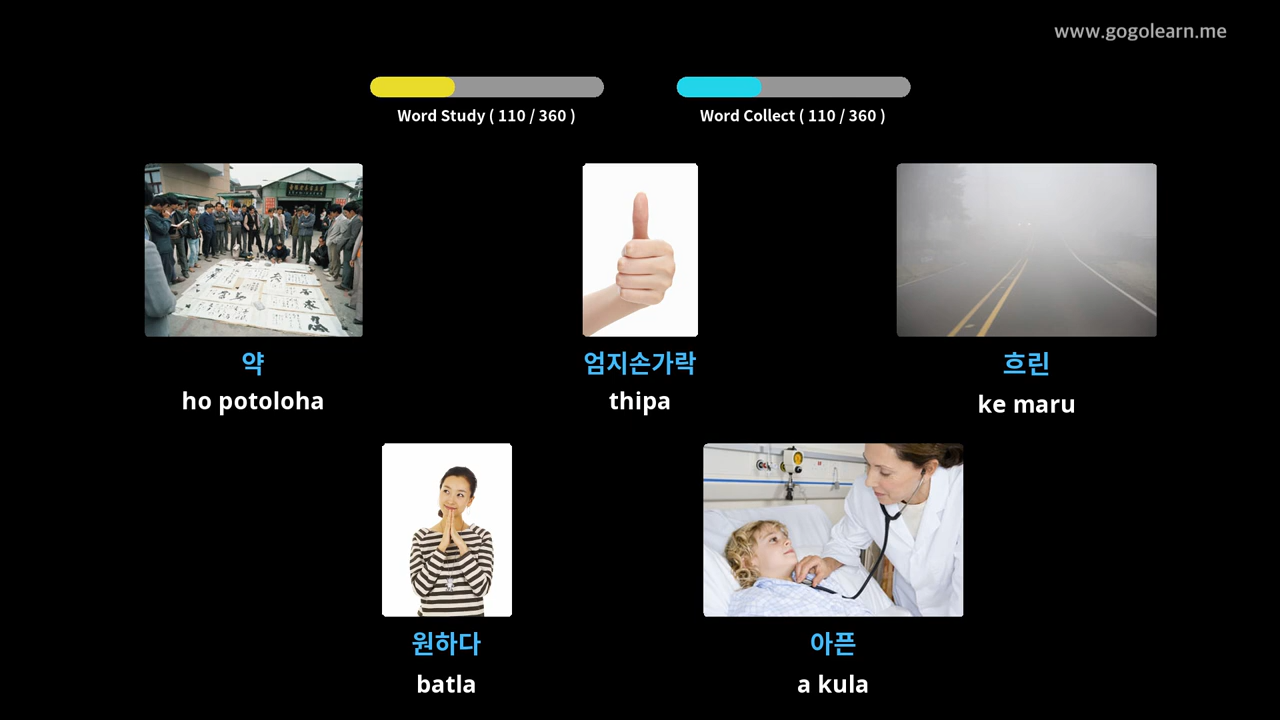 www.gogolearn.me
Word Study ( 110 / 360 )
Word Collect ( 110 / 360 )
약
ho potoloha
엄지손가락
thipa
흐린
ke maru
원하다
batla
아픈
a kula